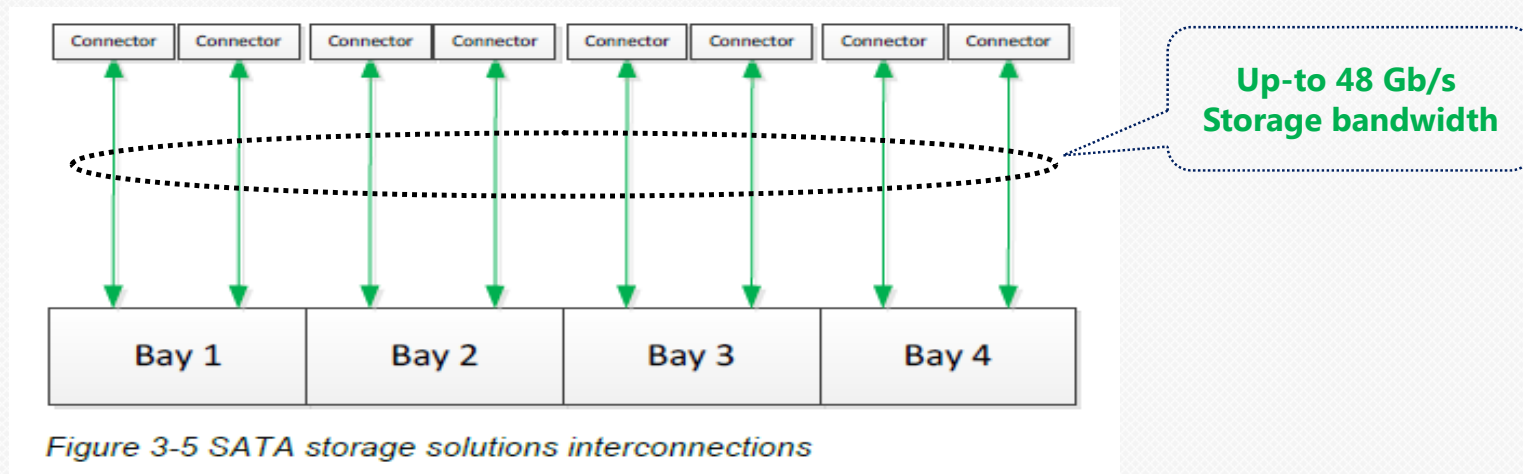 Connector Connector Connector Connector Connector Connector Connector Connector
Up-to 48 Gb/s
Storage bandwidth
Bay 1 Bay 2 Bay 3 Bay 4
Figure 3-5 SATA storage solutions interconnections